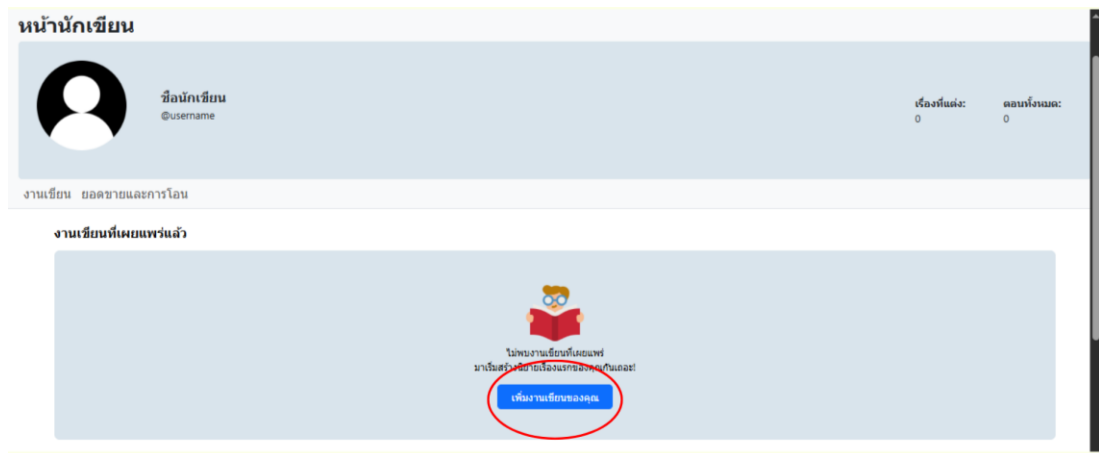 หน้านักเขียน
ชื่อนักเขียน
@username
เรื่องที่แต่ง: ตอนทั้งหมด:
0 0
งานเขียน ยอดขายและการโอน
งานเขียนที่เผยแพร่แล้ว
ไม่พบงานเขียนที่เผยแพร่
มาเริ่มสร้างนิยายเรื่องแรกของคุณกันเถอะ!
เพิ่มงานเขียนของคุณ